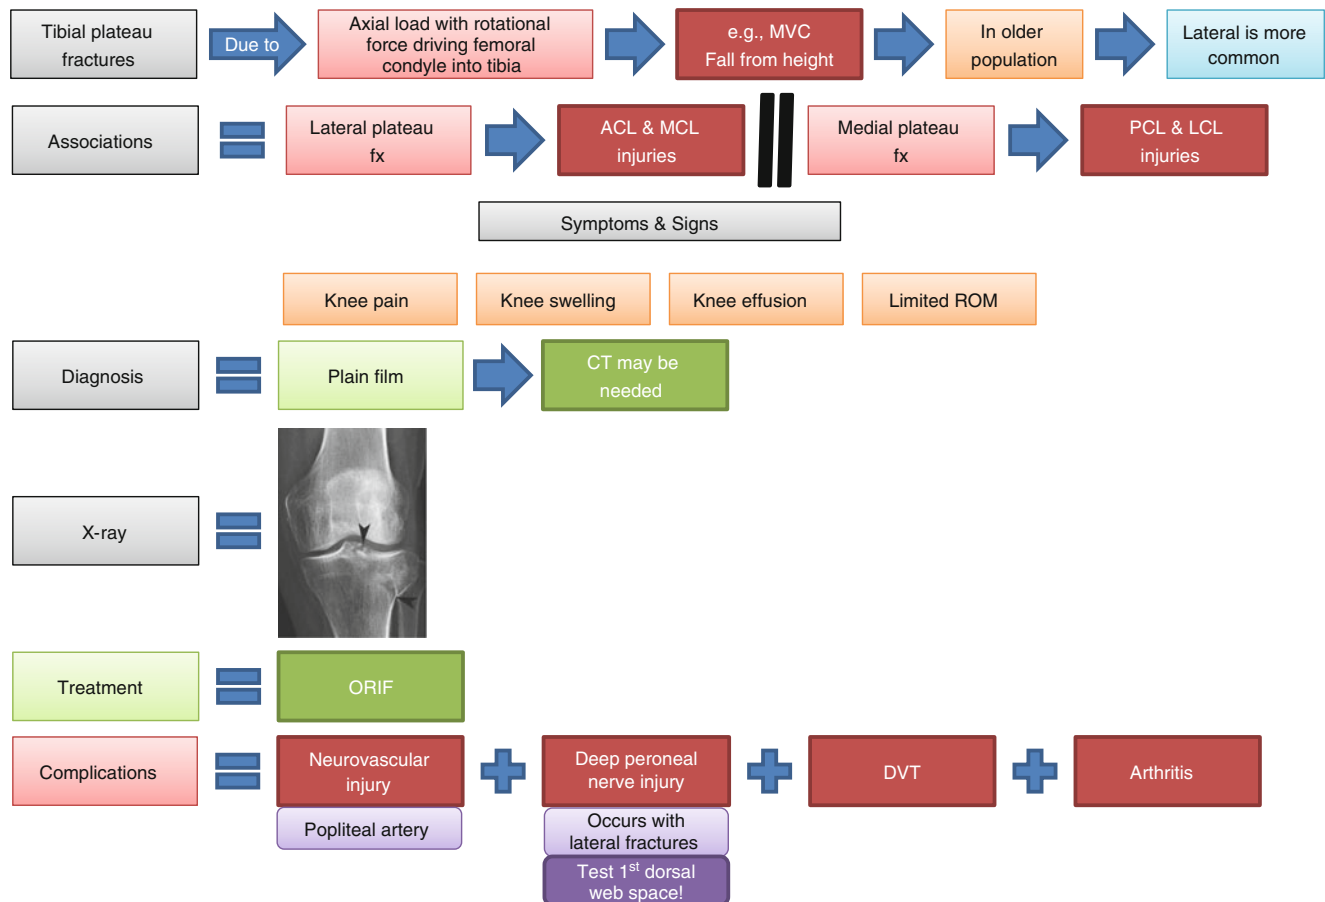 Tibial plateau
fractures
Due to
Axial load with rotational
force driving femoral
condyle into tibia
e.g., MVC
Fall from height
In older
population
Lateral is more
common
Associations
Lateral plateau
fx
ACL & MCL
injuries
Medial plateau
fx
PCL & LCL
injuries
Symptoms & Signs
Knee pain
Knee swelling
Knee effusion
Limited ROM
Diagnosis
Plain film
CT may be
needed
X-ray
Treatment
ORIF
Complications
Neurovascular
injury
Popliteal artery
Deep peroneal
nerve injury
Occurs with
lateral fractures
Test 1st dorsal
web space!
DVT
Arthritis